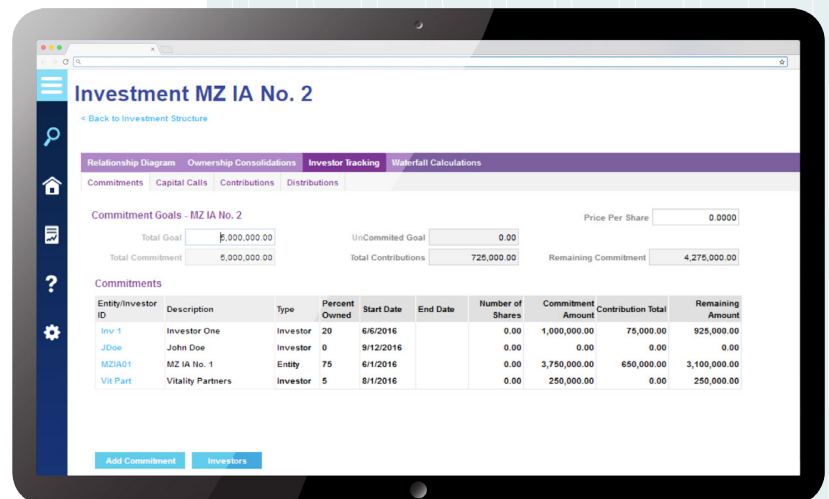 Investment MZ IA No. 2
< Back to Investment Structure
Relationship Diagram Ownership Consolidations Investor Tracking Waterfall Calculations
Commitments Capital Calls Contributions Distributions
Commitment Goals - MZ IA No. 2 Price Per Share 0.0000
Total Goal 5,000,000.00 UnCommited Goal 0.00
Total Commitment 5,000,000.00 Total Contributions 725,000.00 Remaining Commitment 4,275,000.00
Commitments
Entity/Investor ID Description Type Percent Owned Start Date End Date Number of Shares Commitment Amount Contribution Total Remaining Amount
Inv 1 Investor One Investor 20 6/6/2016 0.00 1,000,000.00 75,000.00 925,000.00
JDoe John Doe Investor 0 9/12/2016 0.00 0.00 0.00 0.00
MZIA01 MZ IA No. 1 Entity 75 6/1/2016 0.00 3,750,000.00 650,000.00 3,100,000.00
Vit Part Vitality Partners Investor 5 8/1/2016 0.00 250,000.00 0.00 250,000.00
Add Commitment Investors